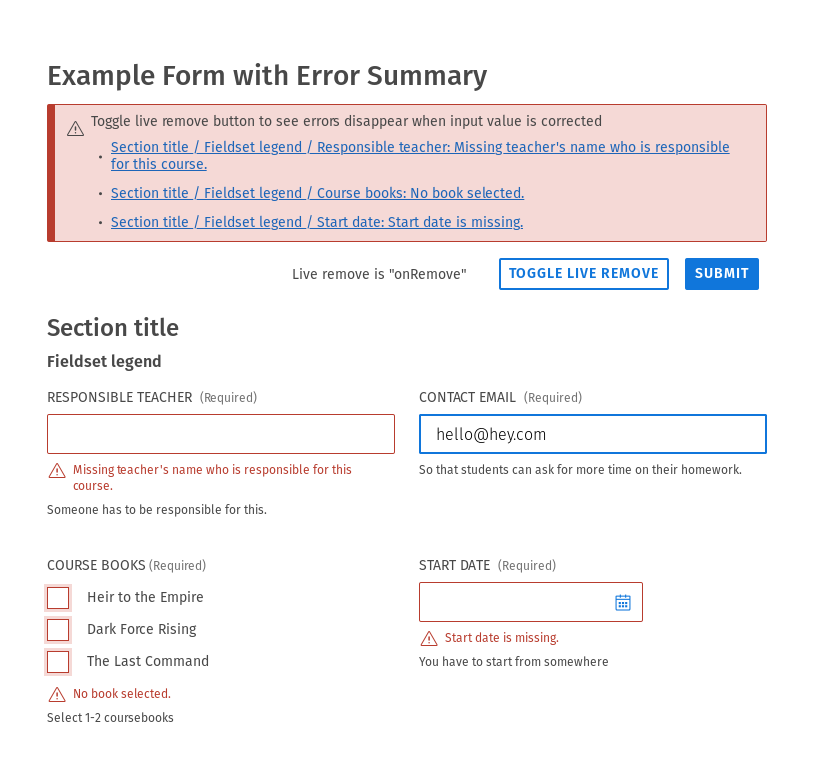 Example Form with Error Summary
Toggle live remove button to see errors disappear when input value is corrected
• Section title / Fieldset legend / Responsible teacher: Missing teacher's name who is responsible
for this course.
• Section title / Fieldset legend / Course books: No book selected.
• Section title / Fieldset legend / Start date: Start date is missing.
Live remove is "onRemove"
TOGGLE LIVE REMOVE
SUBMIT
Section title
Fieldset legend
RESPONSIBLE TEACHER (Required)
CONTACT EMAIL (Required)
hello@hey.com
Missing teacher's name who is responsible for this
course.
Someone has to be responsible for this.
So that students can ask for more time on their homework.
COURSE BOOKS (Required)
Heir to the Empire
Dark Force Rising
The Last Command
No book selected.
Select 1-2 coursebooks
START DATE (Required)
Start date is missing.
You have to start from somewhere